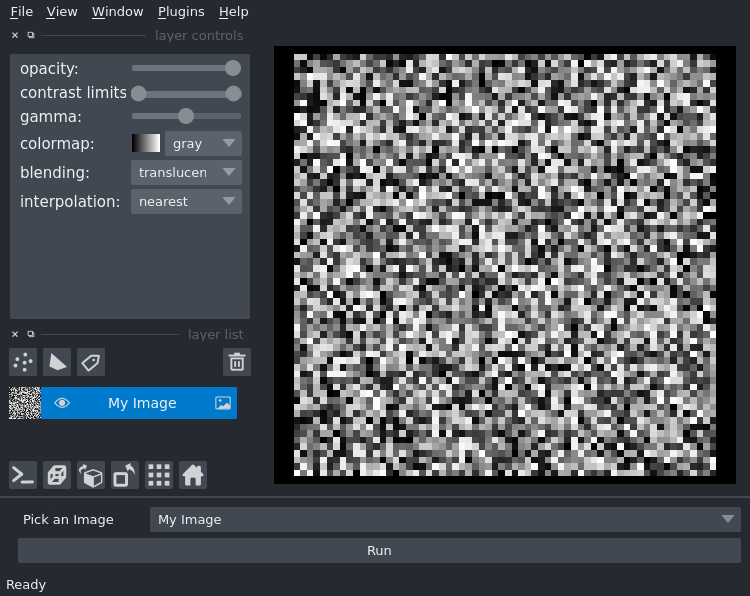 File View Window Plugins Help
layer controls
opacity:
contrast limits
gamma:
colormap: gray
blending: translucen
interpolation: nearest
layer list
My Image
Pick an Image My Image
Run
Ready